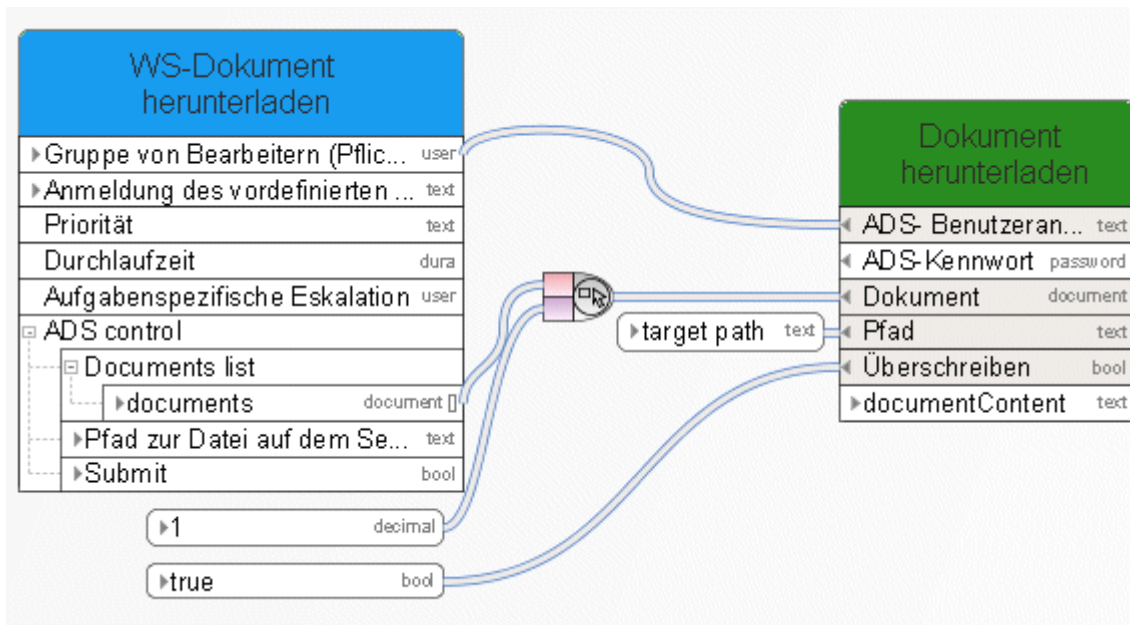 WS-Dokument
herunterladen
Gruppe von Bearbeitern (Pflic... user
Anmeldung des vordefinierten ... text
Priorität text
Durchlaufzeit dura
Aufgabenspezifische Eskalation user
ADS control
Documents list
documents document []
Pfad zur Datei auf dem Se... text
Submit bool
1 decimal
true bool
target path text
Dokument
herunterladen
ADS- Benutzeran... text
ADS-Kennwort password
Dokument document
Pfad text
Überschreiben bool
documentContent text